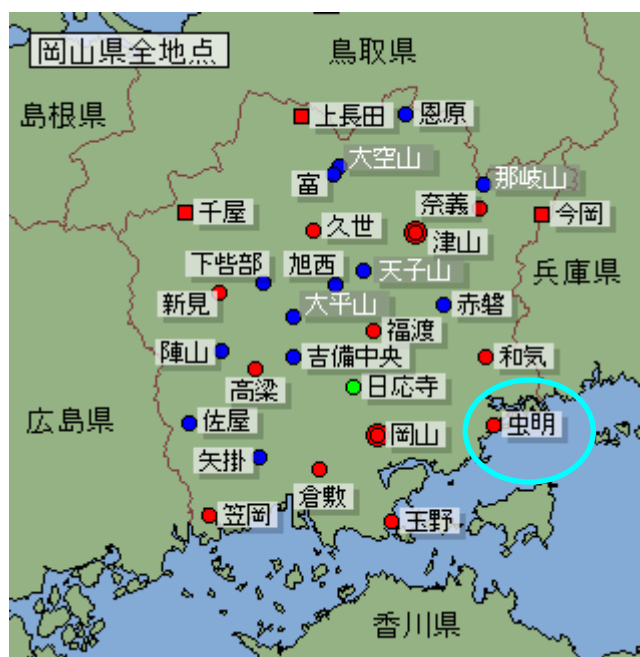 岡山県全地点
鳥取県
島根県
上長田
恩原
大空山
富
那岐山
千屋
久世
奈義
今岡
津山
下呰部
旭西
天子山
兵庫県
新見
大平山
赤磐
福渡
陣山
吉備中央
和気
高梁
日応寺
広島県
佐屋
岡山
虫明
矢掛
倉敷
笠岡
玉野
香川県